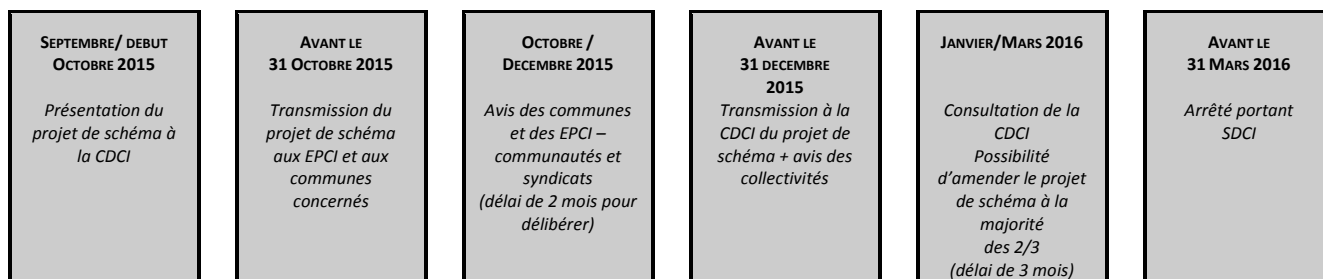 SEPTEMBRE/ DEBUT
OCTOBRE 2015
Présentation du
projet de schéma à
la CDCI
AVANT LE
31 OCTOBRE 2015
Transmission du
projet de schéma
aux EPCI et aux
communes
concernés
OCTOBRE /
DECEMBRE 2015
Avis des communes
et des EPCI –
communautés et
syndicats
(délai de 2 mois pour
délibérer)
AVANT LE
31 DECEMBRE
2015
Transmission à la
CDCI du projet de
schéma + avis des
collectivités
JANVIER/MARS 2016
Consultation de la
CDCI
Possibilité
d’amender le projet
de schéma à la
majorité
des 2/3
(délai de 3 mois)
AVANT LE
31 MARS 2016
Arrêté portant
SDCI